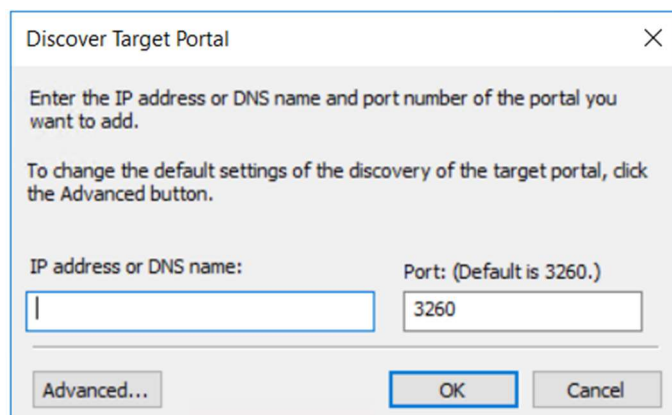 Discover Target Portal
Enter the IP address or DNS name and port number of the portal you
want to add.
To change the default settings of the discovery of the target portal, click
the Advanced button.
IP address or DNS name:
Port: (Default is 3260.)
3260
Advanced...
OK
Cancel